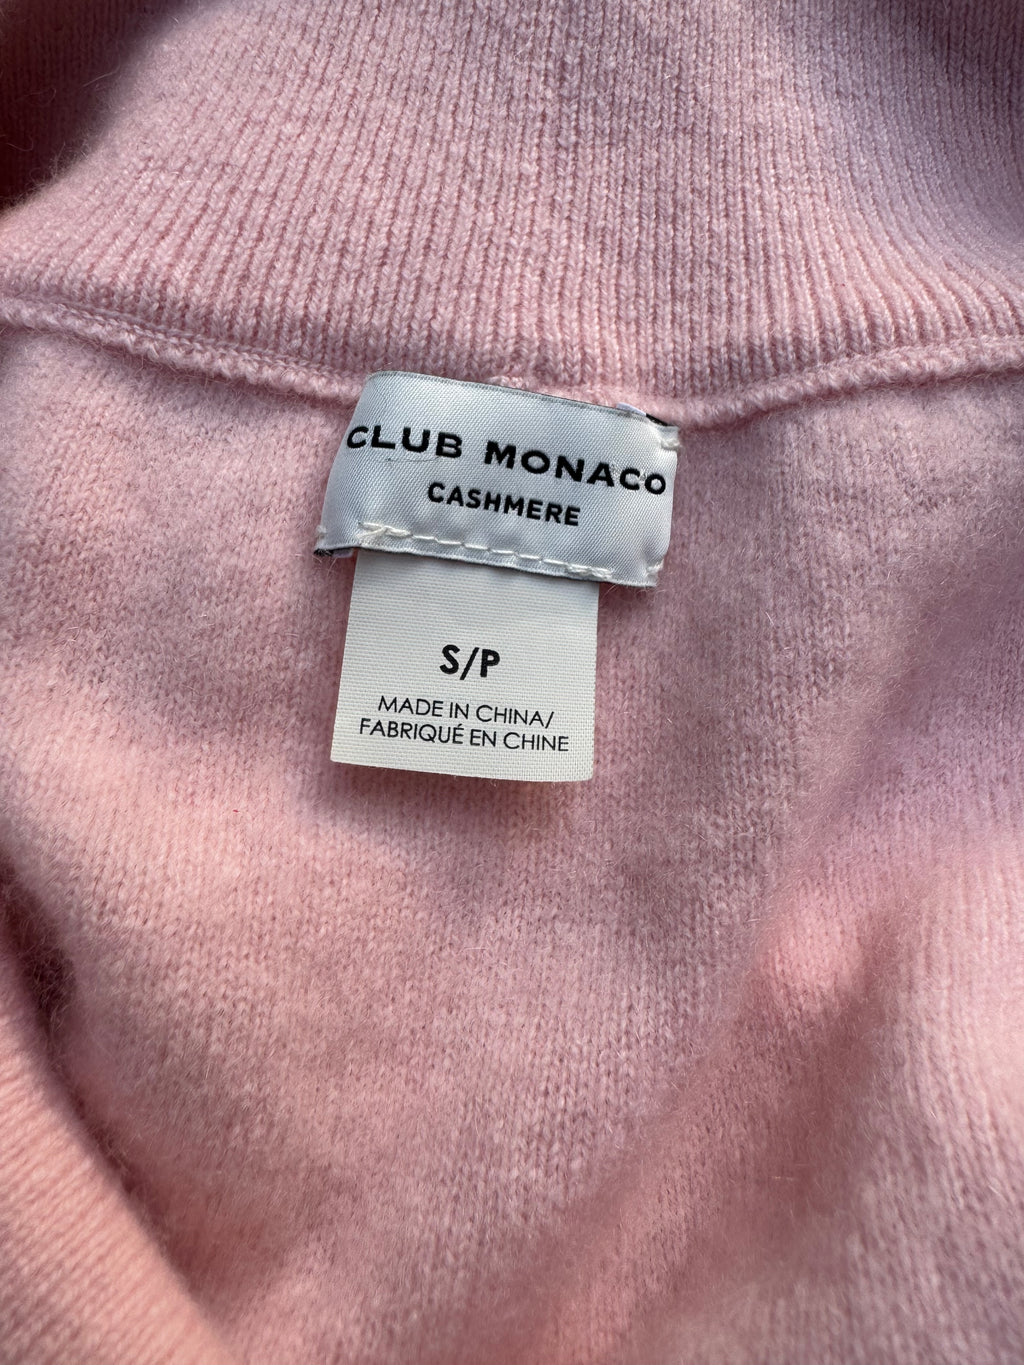 CLUB MONACO
CASHMERE
S/P
MADE IN CHINA/
FABRIQUÉ EN CHINE